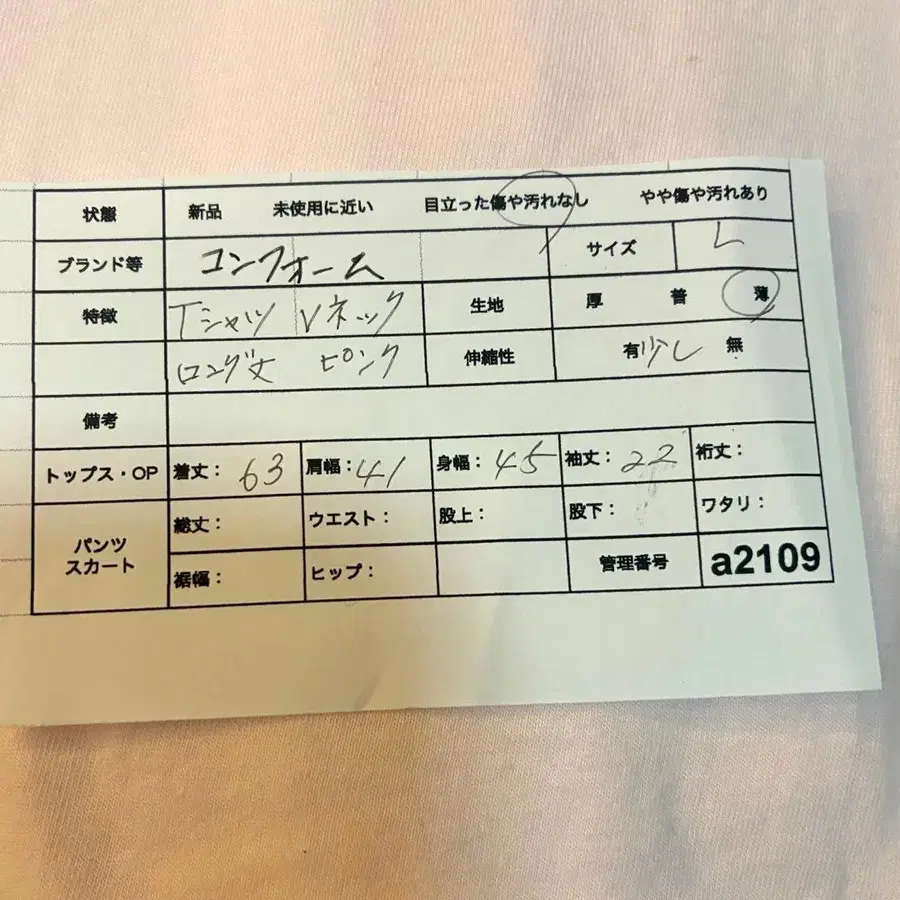 状態 新品 未使用に近い 目立った傷や汚れなし やや傷や汚れあり
ブランド等 コンフォーム サイズ L
特徴 Tシャツ Vネック 生地 厚 普 薄
ロング丈 ピンク 伸縮性 有 少し 無
備考
トップス・OP 着丈: 63 肩幅: 41 身幅: 45 袖丈: 22 裄丈:
パンツ スカート 総丈: ウエスト: 股上: 股下: ワタリ:
裾幅: ヒップ: 管理番号 a2109